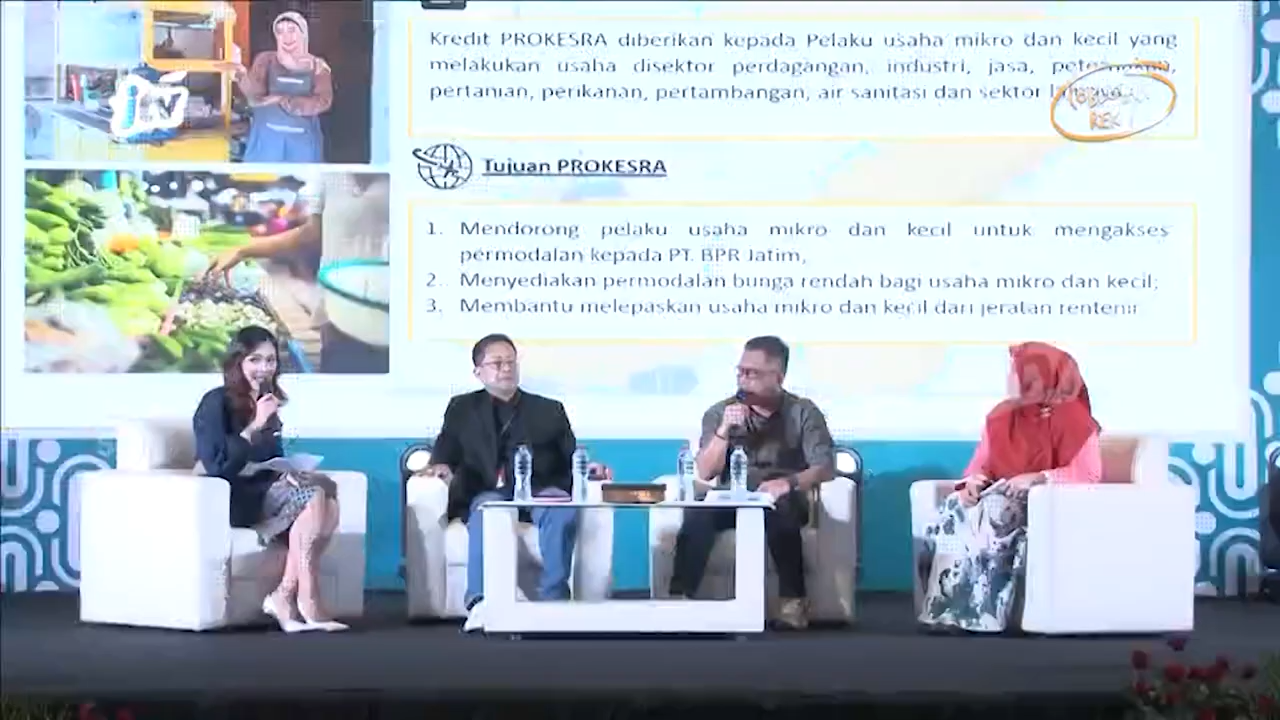 Kredit PROKESRA diberikan kepada Pelaku usaha mikro dan kecil yang
melakukan usaha disektor perdagangan, industri, jasa,
pertanian, perikanan, pertambangan, air sanitasi dan sektor
REK
Tujuan PROKESRA
1. Mendorong pelaku usaha mikro dan kecil untuk mengakses
permodalan kepada PT. BPR Jatim,
2. Menyediakan permodalan bunga rendah bagi usaha mikro dan kecil;
3. Membantu melepaskan usaha mikro dan kecil dari jeratan rentenir